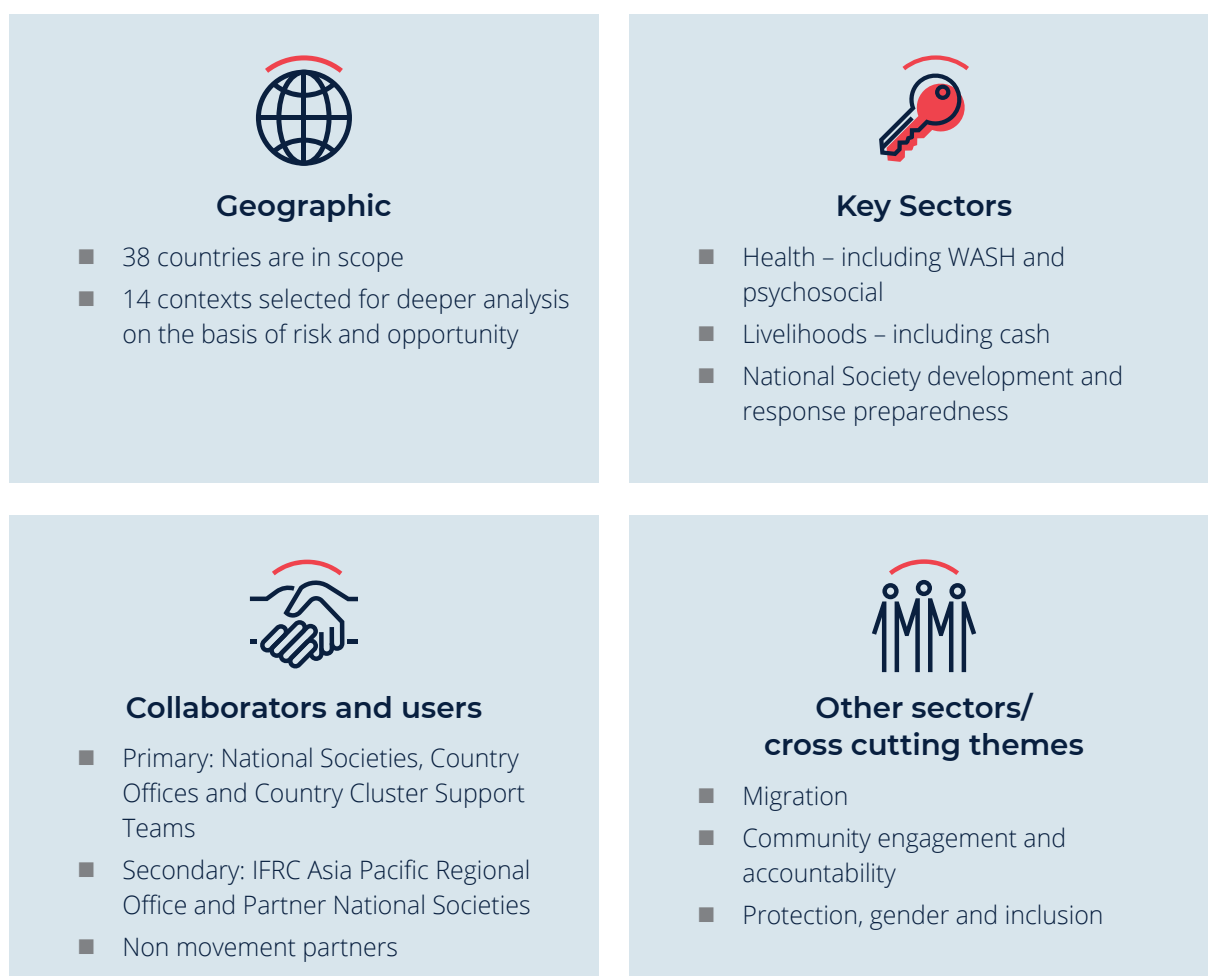 Geographic
■ 38 countries are in scope
■ 14 contexts selected for deeper analysis
on the basis of risk and opportunity
Key Sectors
■ Health – including WASH and
psychosocial
■ Livelihoods – including cash
■ National Society development and
response preparedness
Collaborators and users
■ Primary: National Societies, Country
Offices and Country Cluster Support
Teams
■ Secondary: IFRC Asia Pacific Regional
Office and Partner National Societies
■ Non movement partners
Other sectors/
cross cutting themes
■ Migration
■ Community engagement and
accountability
■ Protection, gender and inclusion